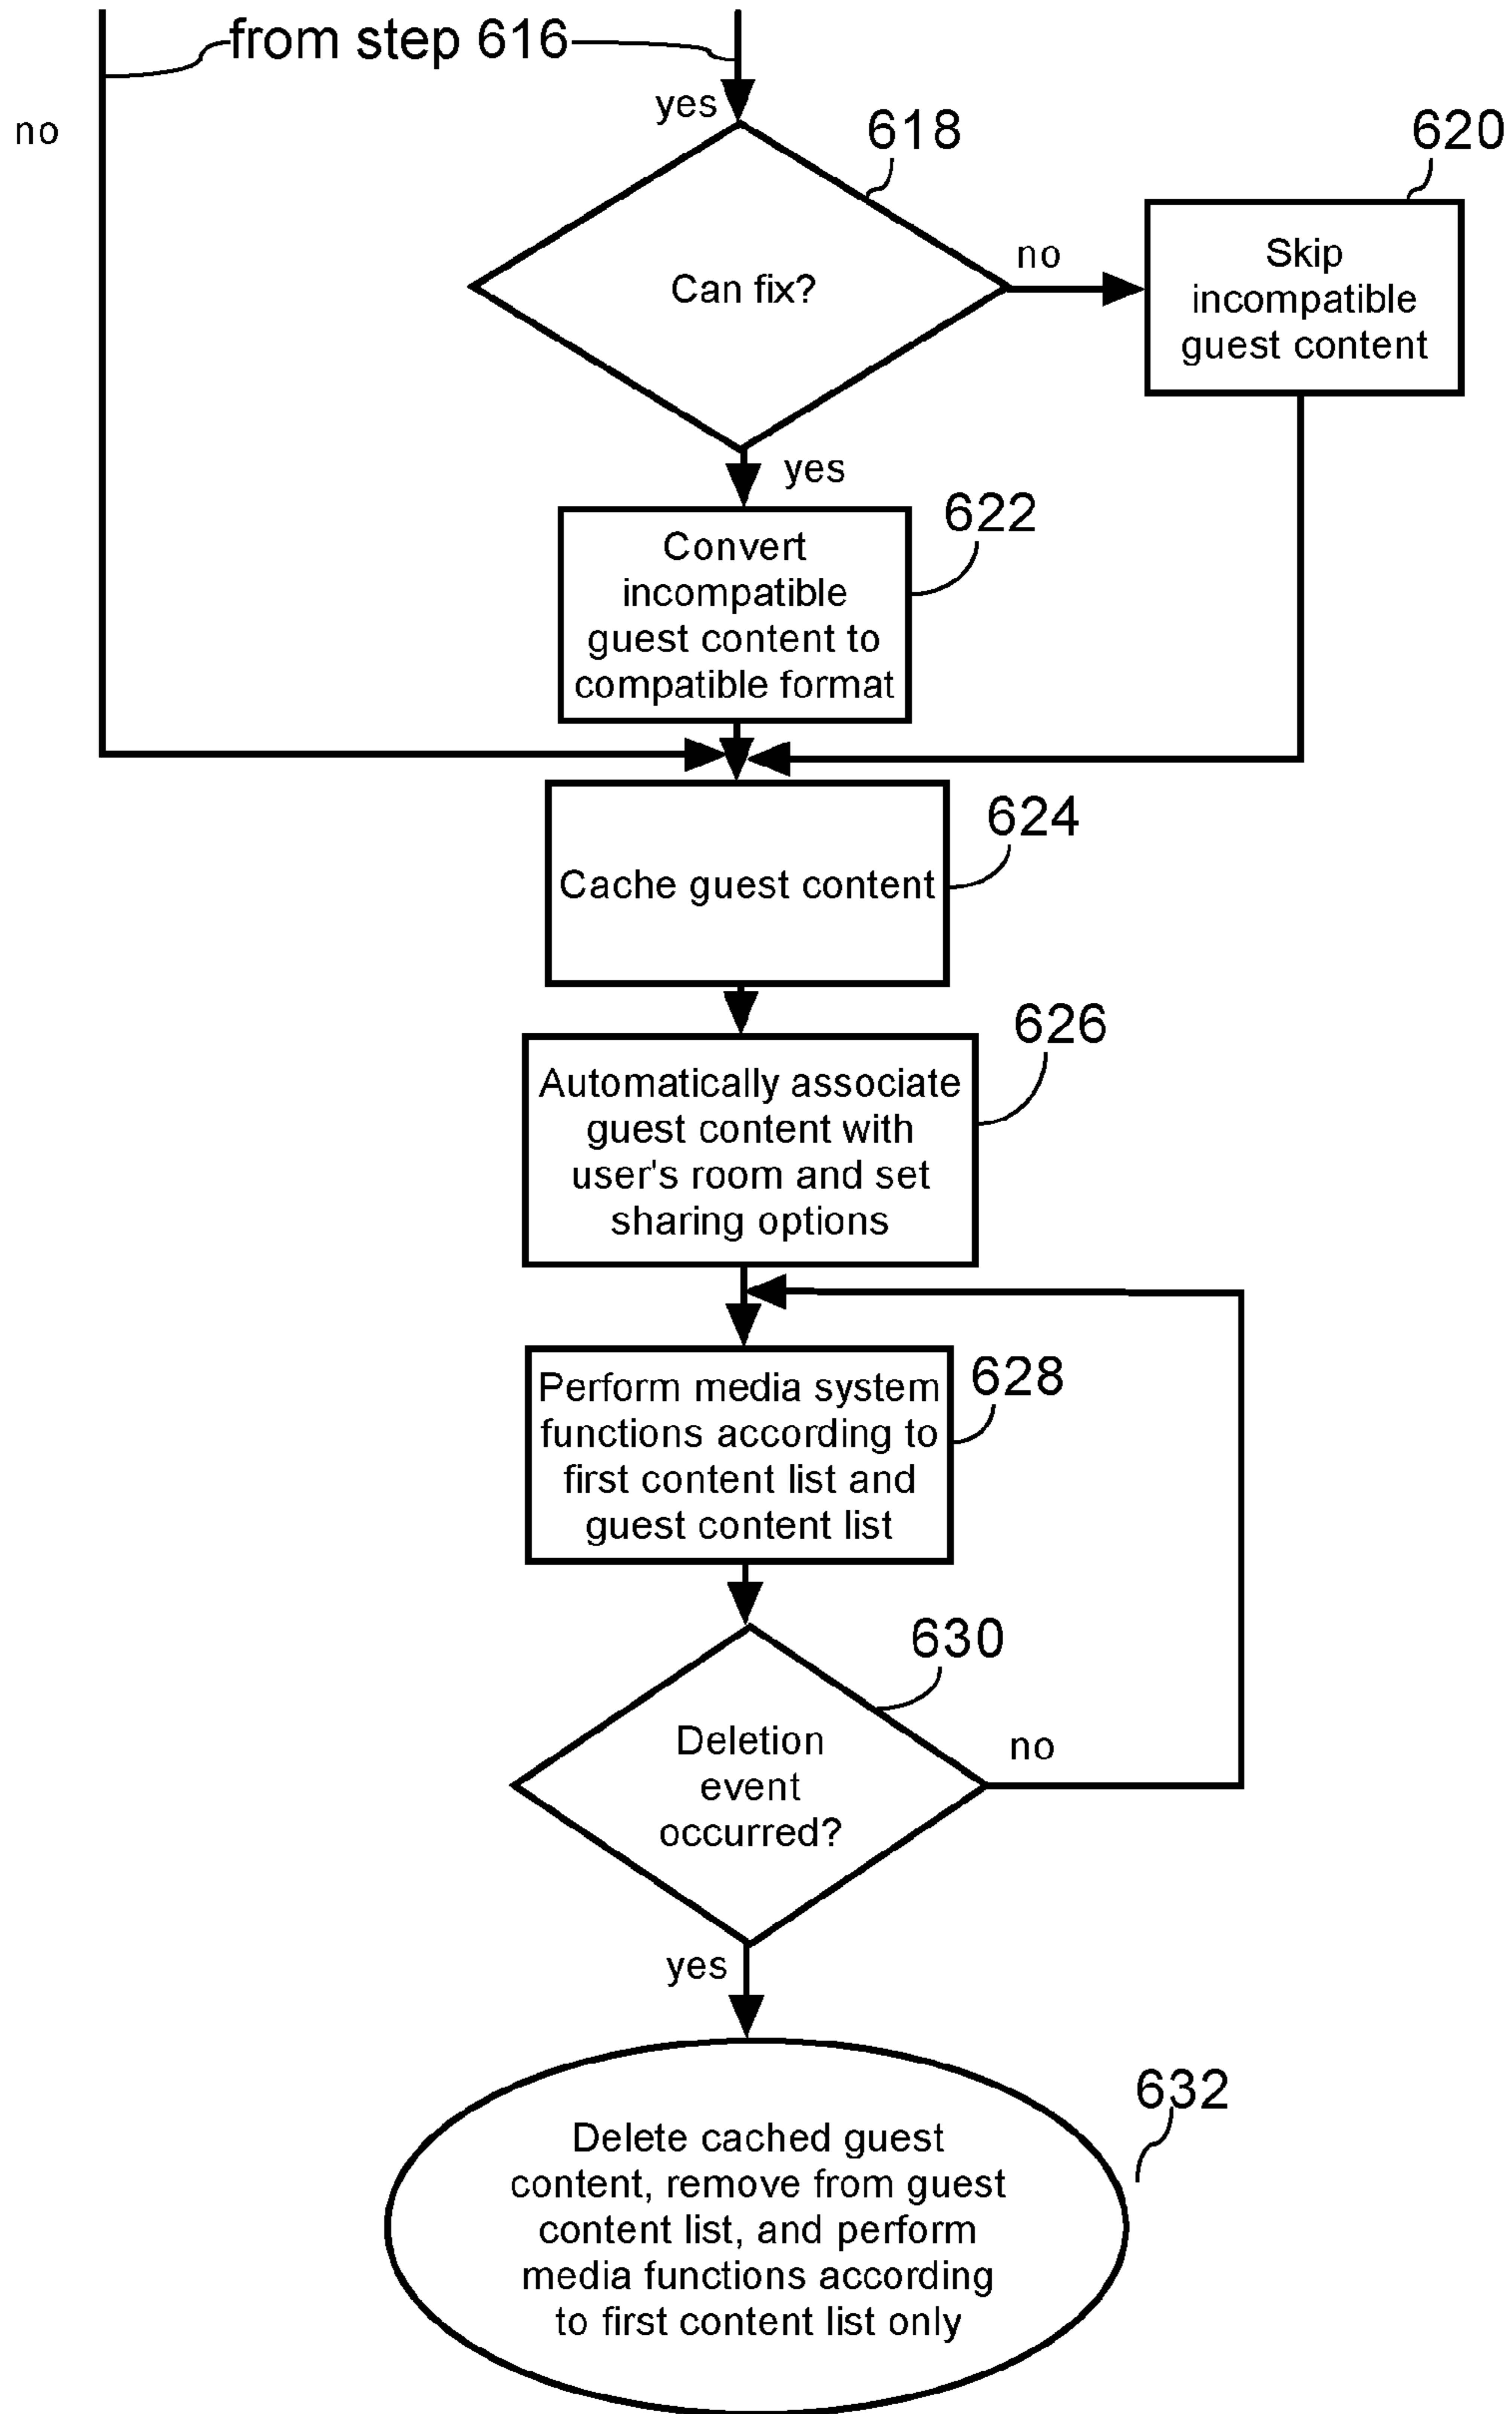 from step 616
yes
no
618
620
Can fix?
no
Skip
incompatible
guest content
yes
622
Convert
incompatible
guest content to
compatible format
624
Cache guest content
626
Automatically associate
guest content with
user's room and set
sharing options
628
Perform media system
functions according to
first content list and
guest content list
630
Deletion
event
occurred?
no
yes
632
Delete cached guest
content, remove from guest
content list, and perform
media functions according
to first content list only